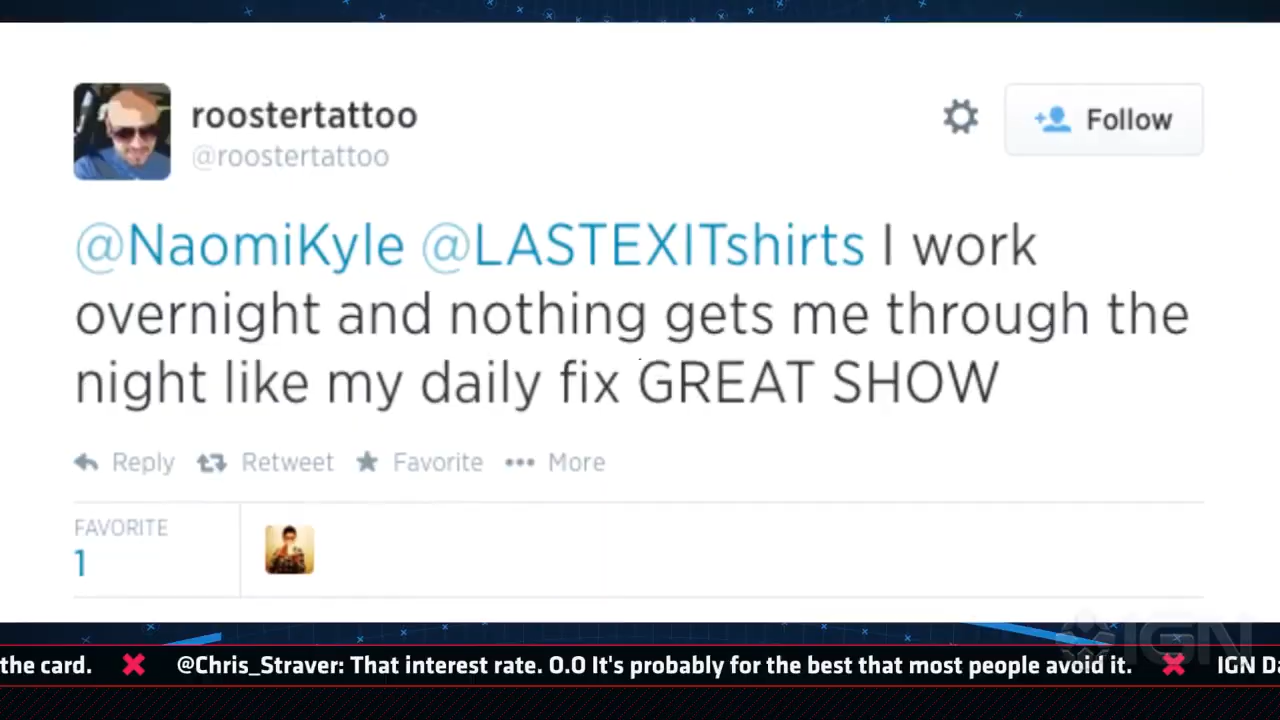 roostertattoo
@roostertattoo
Follow
@NaomiKyle @LASTEXITshirts I work
overnight and nothing gets me through the
night like my daily fix GREAT SHOW
Reply Retweet Favorite More
FAVORITE
1
IGN
the card. @Chris_Straver: That interest rate. O.O It's probably for the best that most people avoid it. IGN Da